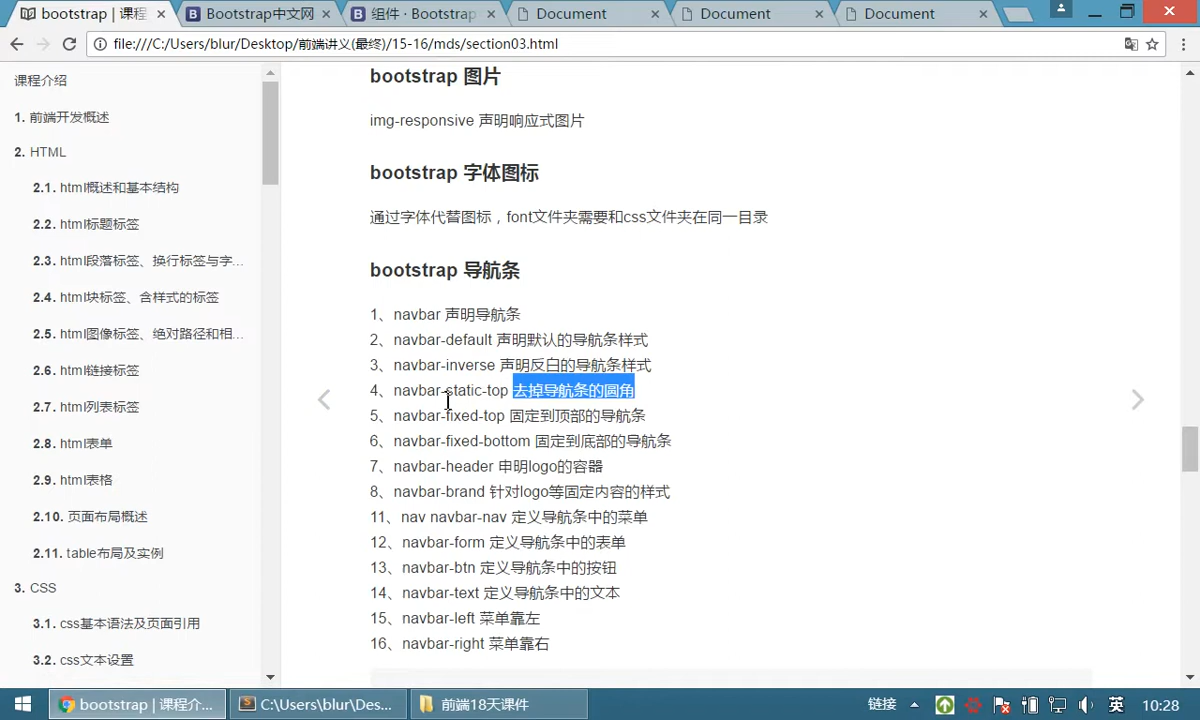 bootstrap | 课程
Bootstrap中文网
组件 · Bootstrap
Document
Document
Document
file:///C:/Users/blur/Desktop/前端讲义(最终)/15-16/mds/section03.html
课程介绍
1. 前端开发概述
2. HTML
2.1. html概述和基本结构
2.2. html标题标签
2.3. html段落标签、换行标签与字...
2.4. html块标签、含样式的标签
2.5. html图像标签、绝对路径和相...
2.6. html链接标签
2.7. html列表标签
2.8. html表单
2.9. html表格
2.10. 页面布局概述
2.11. table布局及实例
3. CSS
3.1. css基本语法及页面引用
3.2. css文本设置
bootstrap 图片
img-responsive 声明响应式图片
bootstrap 字体图标
通过字体代替图标，font文件夹需要和css文件夹在同一目录
bootstrap 导航条
1、navbar 声明导航条
2、navbar-default 声明默认的导航条样式
3、navbar-inverse 声明反白的导航条样式
4、navbar-static-top 去掉导航条的圆角
5、navbar-fixed-top 固定到顶部的导航条
6、navbar-fixed-bottom 固定到底部的导航条
7、navbar-header 申明logo的容器
8、navbar-brand 针对logo等固定内容的样式
11、nav navbar-nav 定义导航条中的菜单
12、navbar-form 定义导航条中的表单
13、navbar-btn 定义导航条中的按钮
14、navbar-text 定义导航条中的文本
15、navbar-left 菜单靠左
16、navbar-right 菜单靠右
bootstrap | 课程介...
C:\Users\blur\Des...
前端18天课件
链接
英
10:28